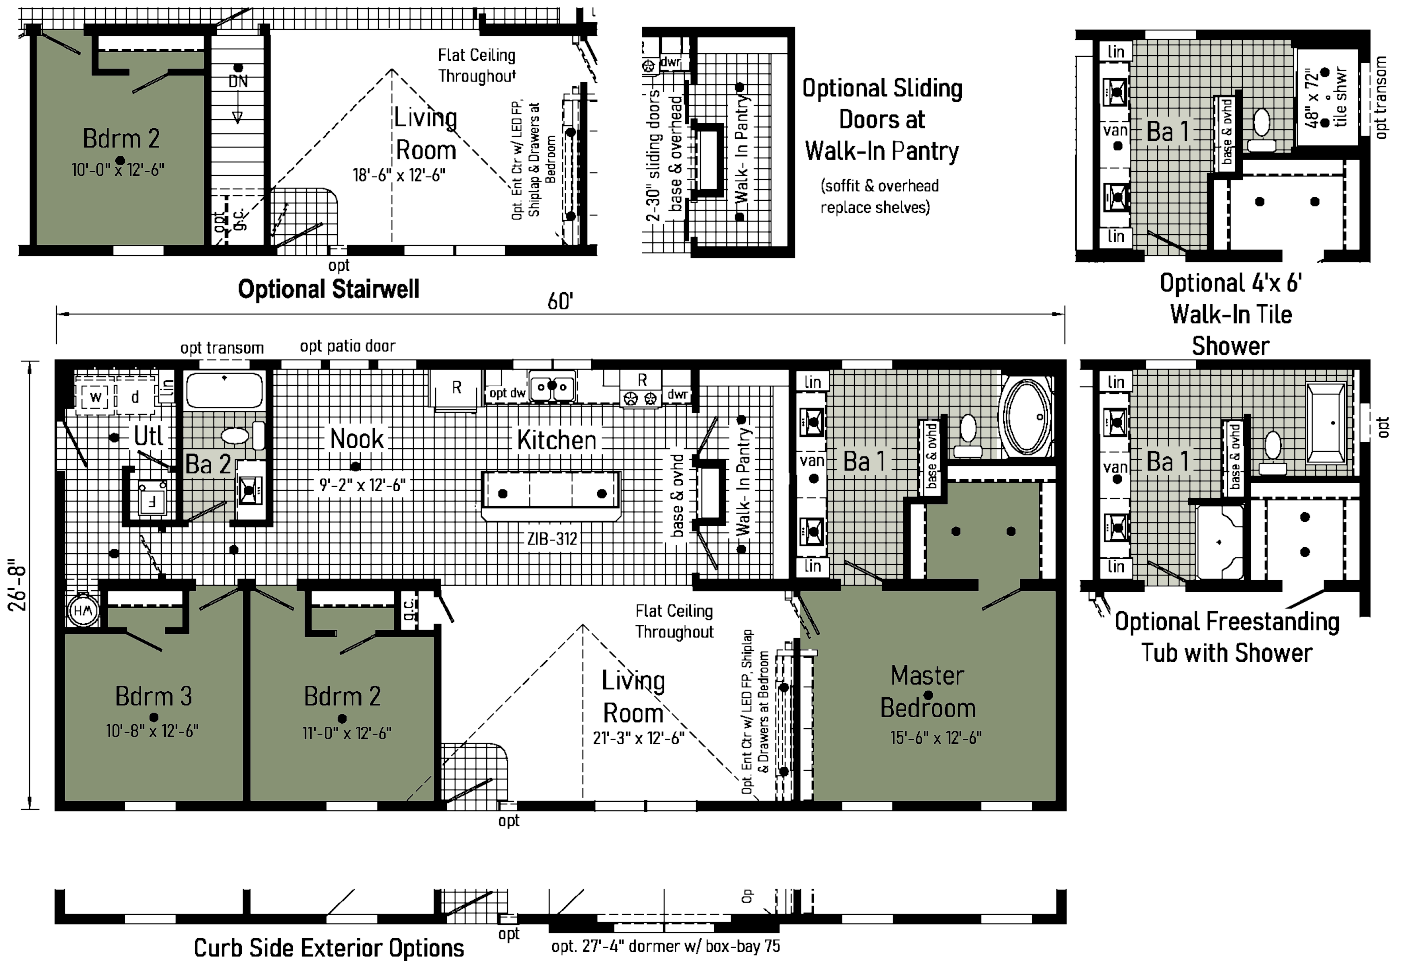 Flat Ceiling
Throughout
DN
Bdrm 2
10'-0" x 12'-6"
Living
Room
18'-6" x 12'-6"
Opt. Ent Ctr w/ LED FP,
Shiplap & Drawers at
Bedroom
opt
g.c.
opt
Optional Stairwell
dwr
2-30" sliding doors
base & overhead
Walk- In Pantry
Optional Sliding
Doors at
Walk-In Pantry
(soffit & overhead
replace shelves)
lin
van
Ba 1
base & ovhd
48" x 72"
tile shwr
opt transom
lin
Optional 4'x 6'
Walk-In Tile
Shower
60'
26'-8"
opt transom
opt patio door
w
d
lin
Utl
F
Ba 2
Nook
9'-2" x 12'-6"
R
opt dw
R
dwr
Kitchen
ZIB-312
base & ovhd
Walk- In Pantry
lin
van
Ba 1
base & ovhd
lin
WH
g.c.
Flat Ceiling
Throughout
Bdrm 3
10'-8" x 12'-6"
Bdrm 2
11'-0" x 12'-6"
Living
Room
21'-3" x 12'-6"
Opt. Ent Ctr w/ LED FP, Shiplap
& Drawers at Bedroom
Master
Bedroom
15'-6" x 12'-6"
opt
lin
van
Ba 1
base & ovhd
opt
lin
Optional Freestanding
Tub with Shower
Op
opt
Curb Side Exterior Options
opt. 27'-4" dormer w/ box-bay 75